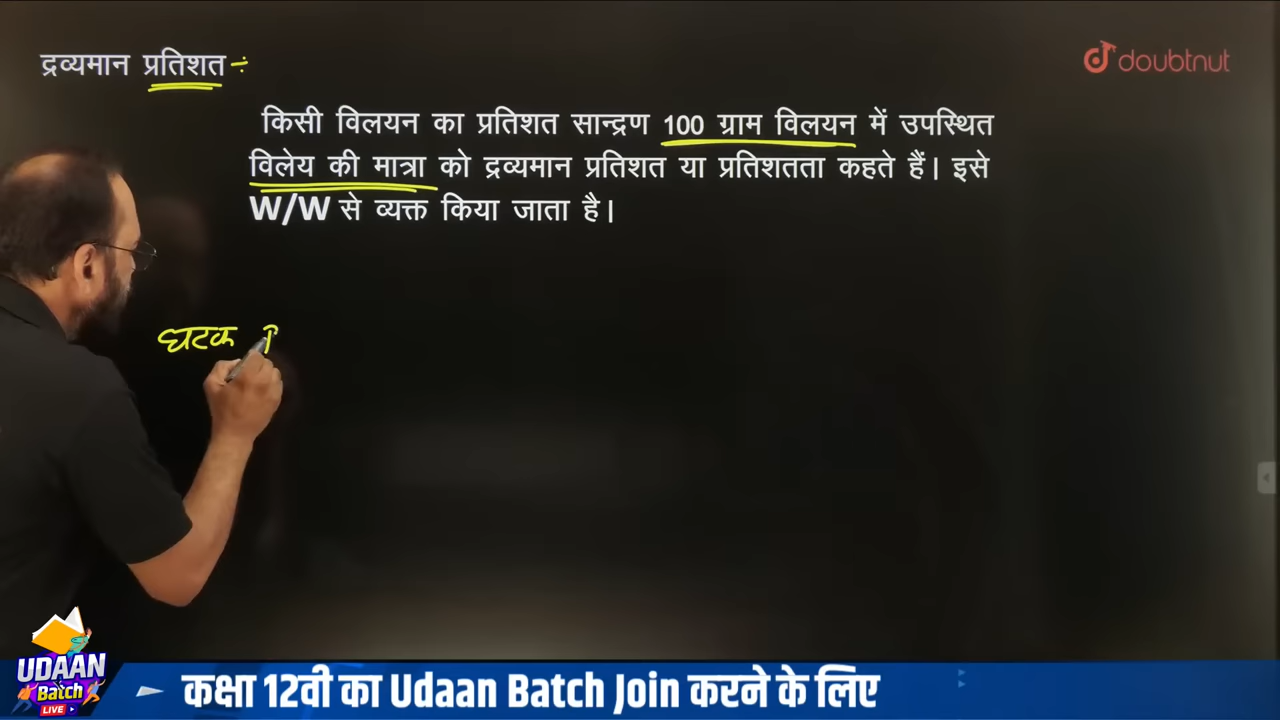 द्रव्यमान प्रतिशत ÷
doubtnut
किसी विलयन का प्रतिशत सान्द्रण 100 ग्राम विलयन में उपस्थित
विलेय की मात्रा को द्रव्यमान प्रतिशत या प्रतिशतता कहते हैं। इसे
W/W से व्यक्त किया जाता है।
घटक
UDAAN
Batch
LIVE
कक्षा 12वी का Udaan Batch Join करने के लिए